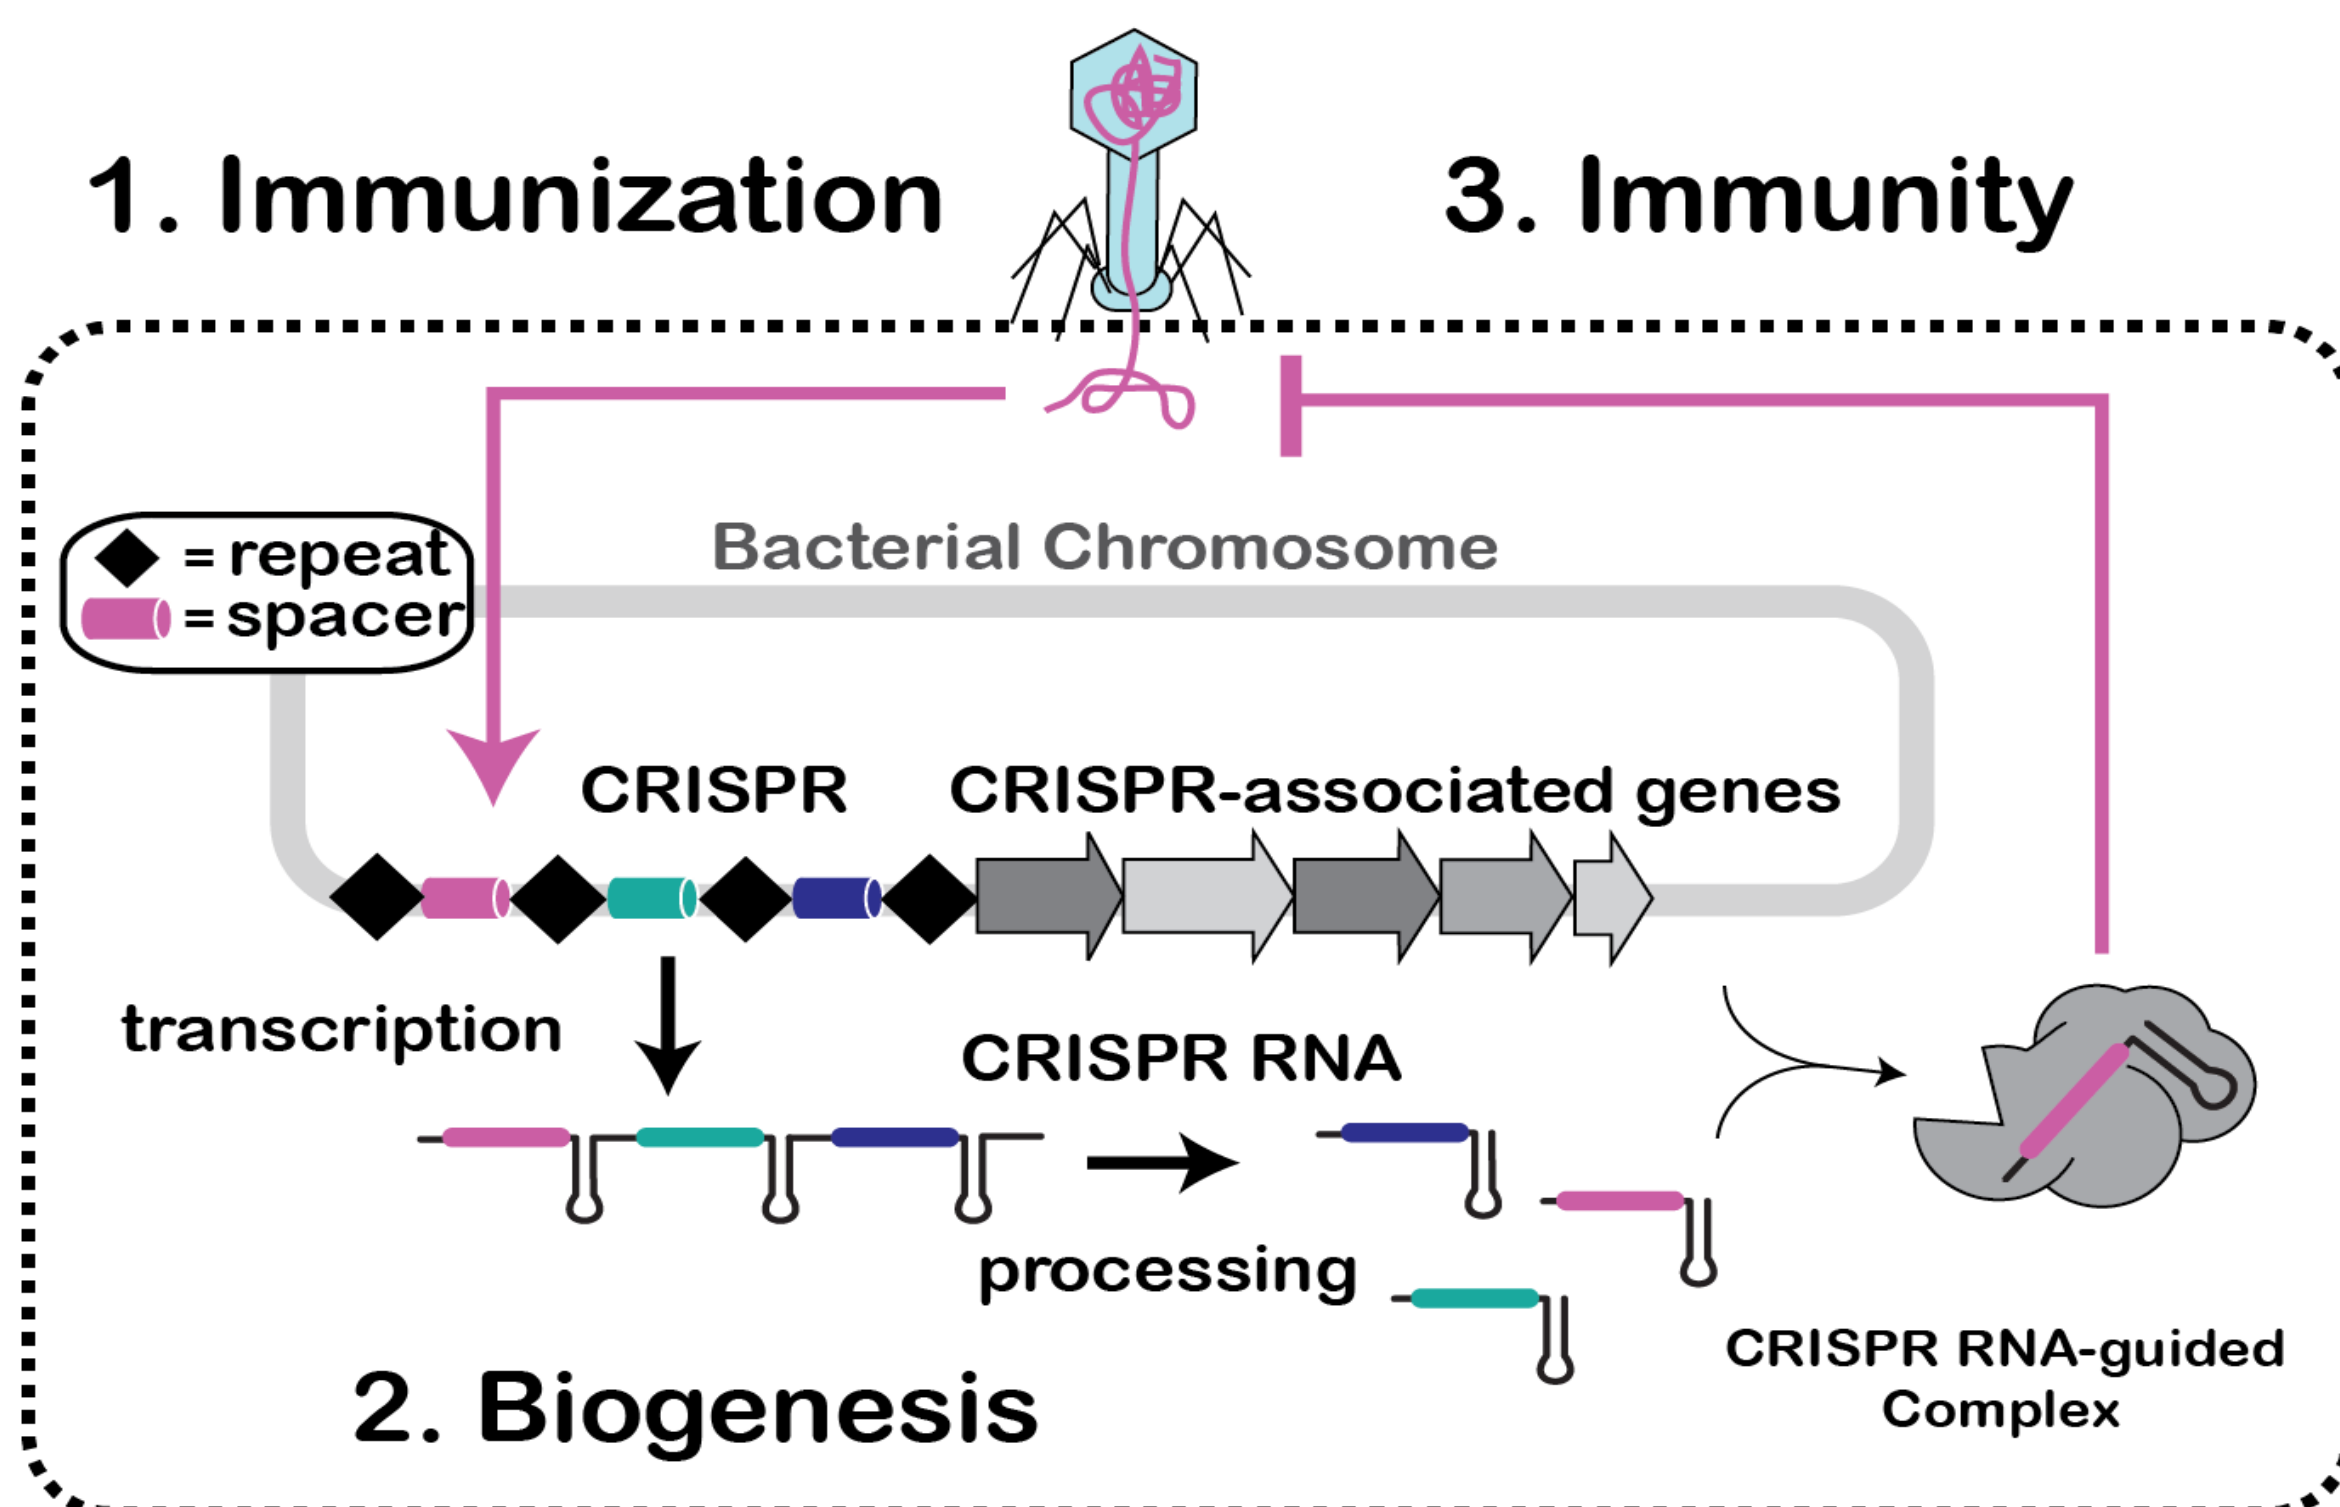 1. Immunization
3. Immunity
= repeat
= spacer
Bacterial Chromosome
CRISPR
CRISPR-associated genes
transcription
CRISPR RNA
processing
2. Biogenesis
CRISPR RNA-guided
Complex